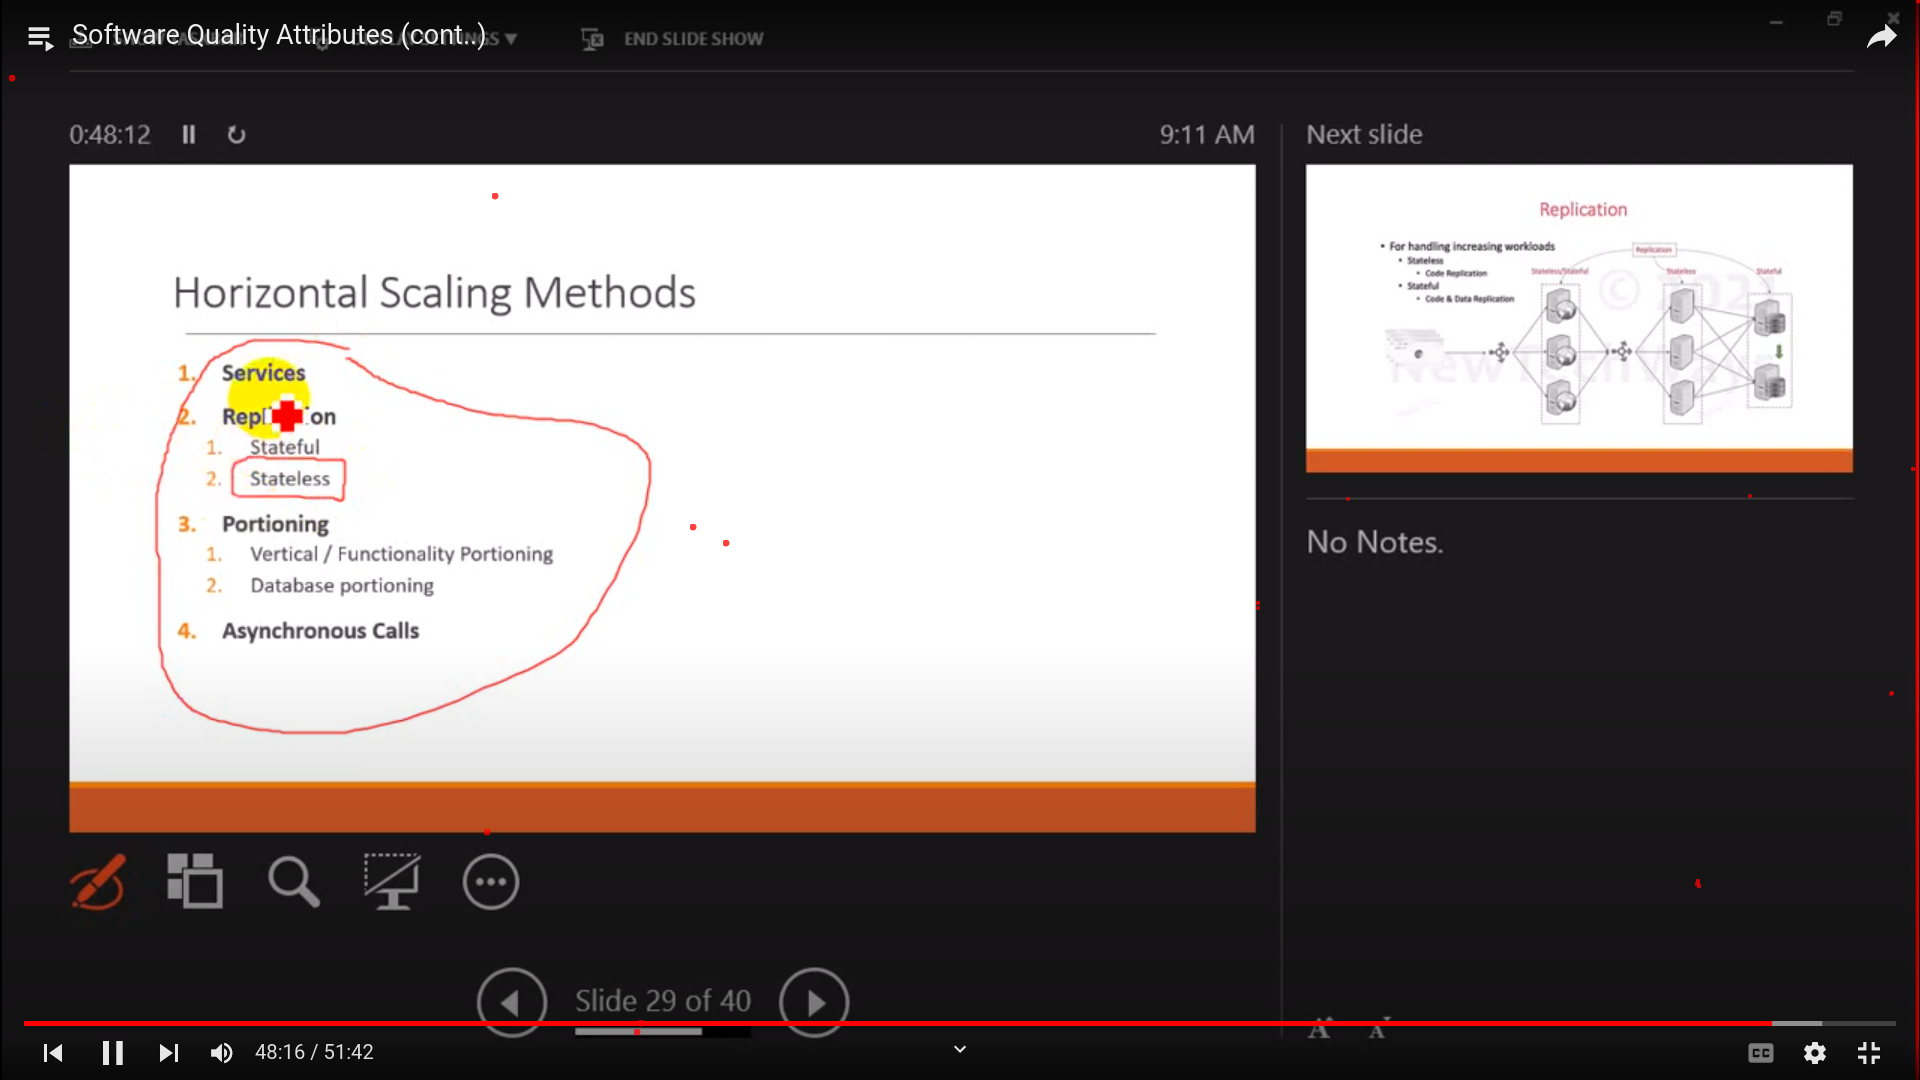 Software Quality Attributes (cont..)
END SLIDE SHOW
0:48:12
9:11 AM
Next slide
Horizontal Scaling Methods
1. Services
2. Repl on
1. Stateful
2. Stateless
3. Portioning
1. Vertical / Functionality Portioning
2. Database portioning
4. Asynchronous Calls
Replication
• For handling increasing workloads
• Stateless
• Code Replication
• Stateful
• Code & Data Replication
Replication
Stateless/Stateful
Stateless
Stateful
No Notes.
Slide 29 of 40
48:16 / 51:42
CC